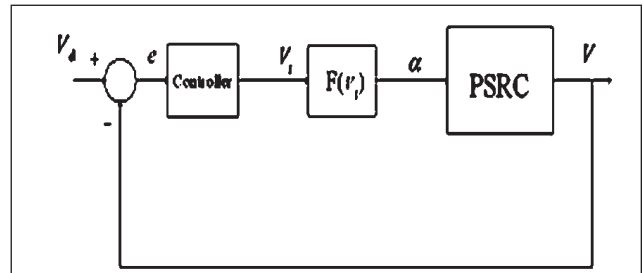 V_d + e Controller V_t F(v_t) α PSRC V
-